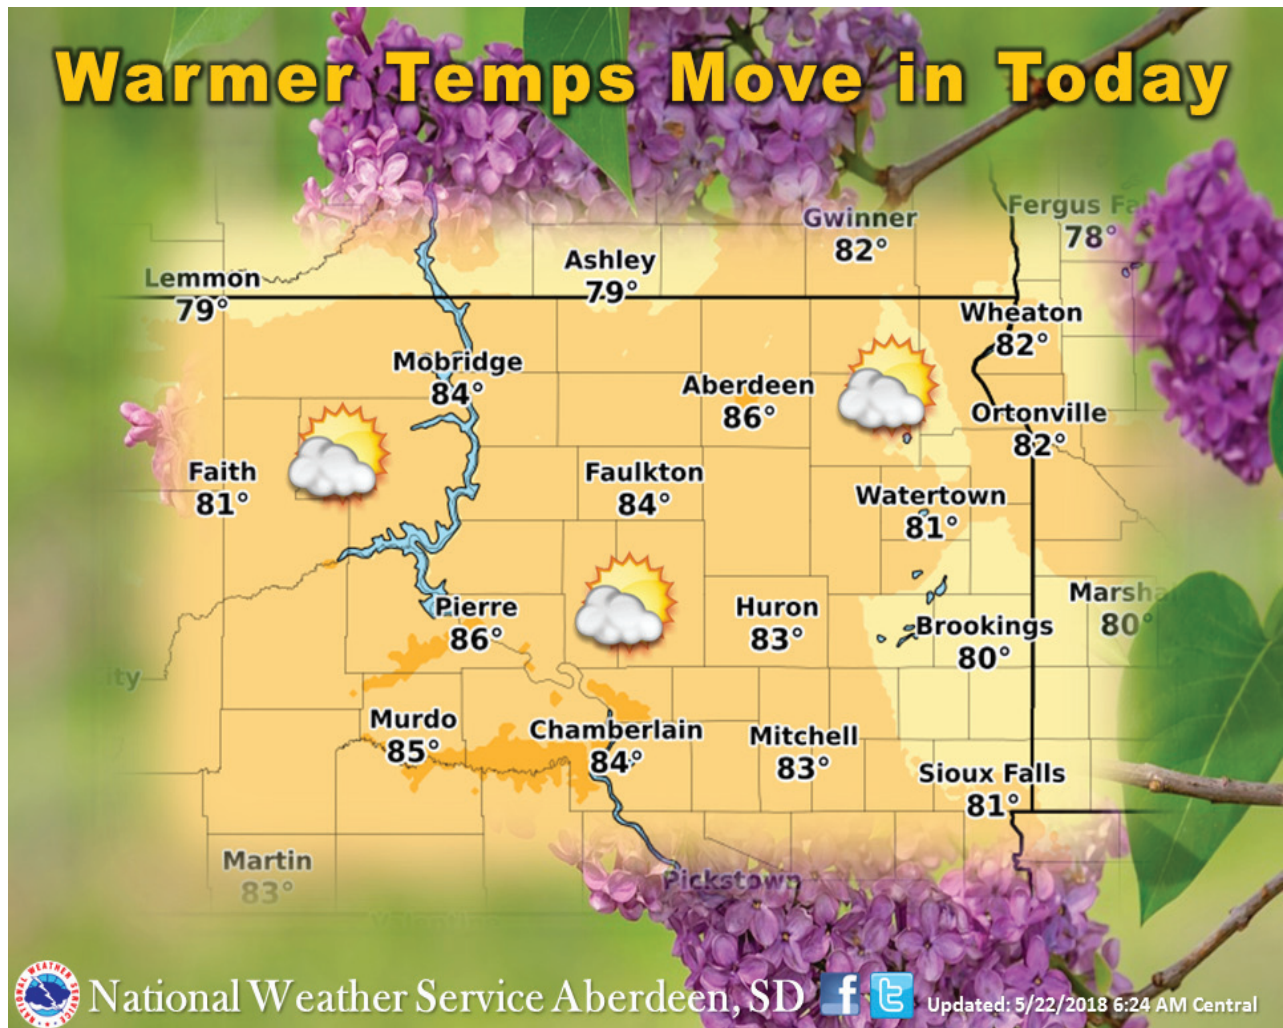 Warmer Temps Move in Today
Fergus Fa
78°
Gwinner
82°
Ashley
79°
Lemmon
79°
Wheaton
82°
Mobridge
84°
Aberdeen
86°
Ortonville
82°
Faith
81°
Faulkton
84°
Watertown
81°
Pierre
86°
Huron
83°
Marsha
80°
Brookings
80°
ity
Murdo
85°
Chamberlain
84°
Mitchell
83°
Sioux Falls
81°
Martin
83°
Pickstown
NATIONAL WEATHER SERVICE
National Weather Service Aberdeen, SD f t Updated: 5/22/2018 6:24 AM Central